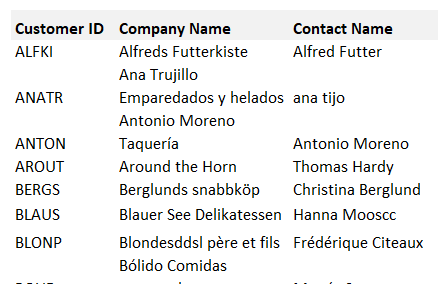 Customer ID Company Name Contact Name
ALFKI Alfreds Futterkiste Alfred Futter
Ana Trujillo
ANATR Emparedados y helados ana tijo
Antonio Moreno
ANTON Taquería Antonio Moreno
AROUT Around the Horn Thomas Hardy
BERGS Berglunds snabbköp Christina Berglund
BLAUS Blauer See Delikatessen Hanna Mooscc
BLONP Blondesddsl père et fils Frédérique Citeaux
Bólido Comidas